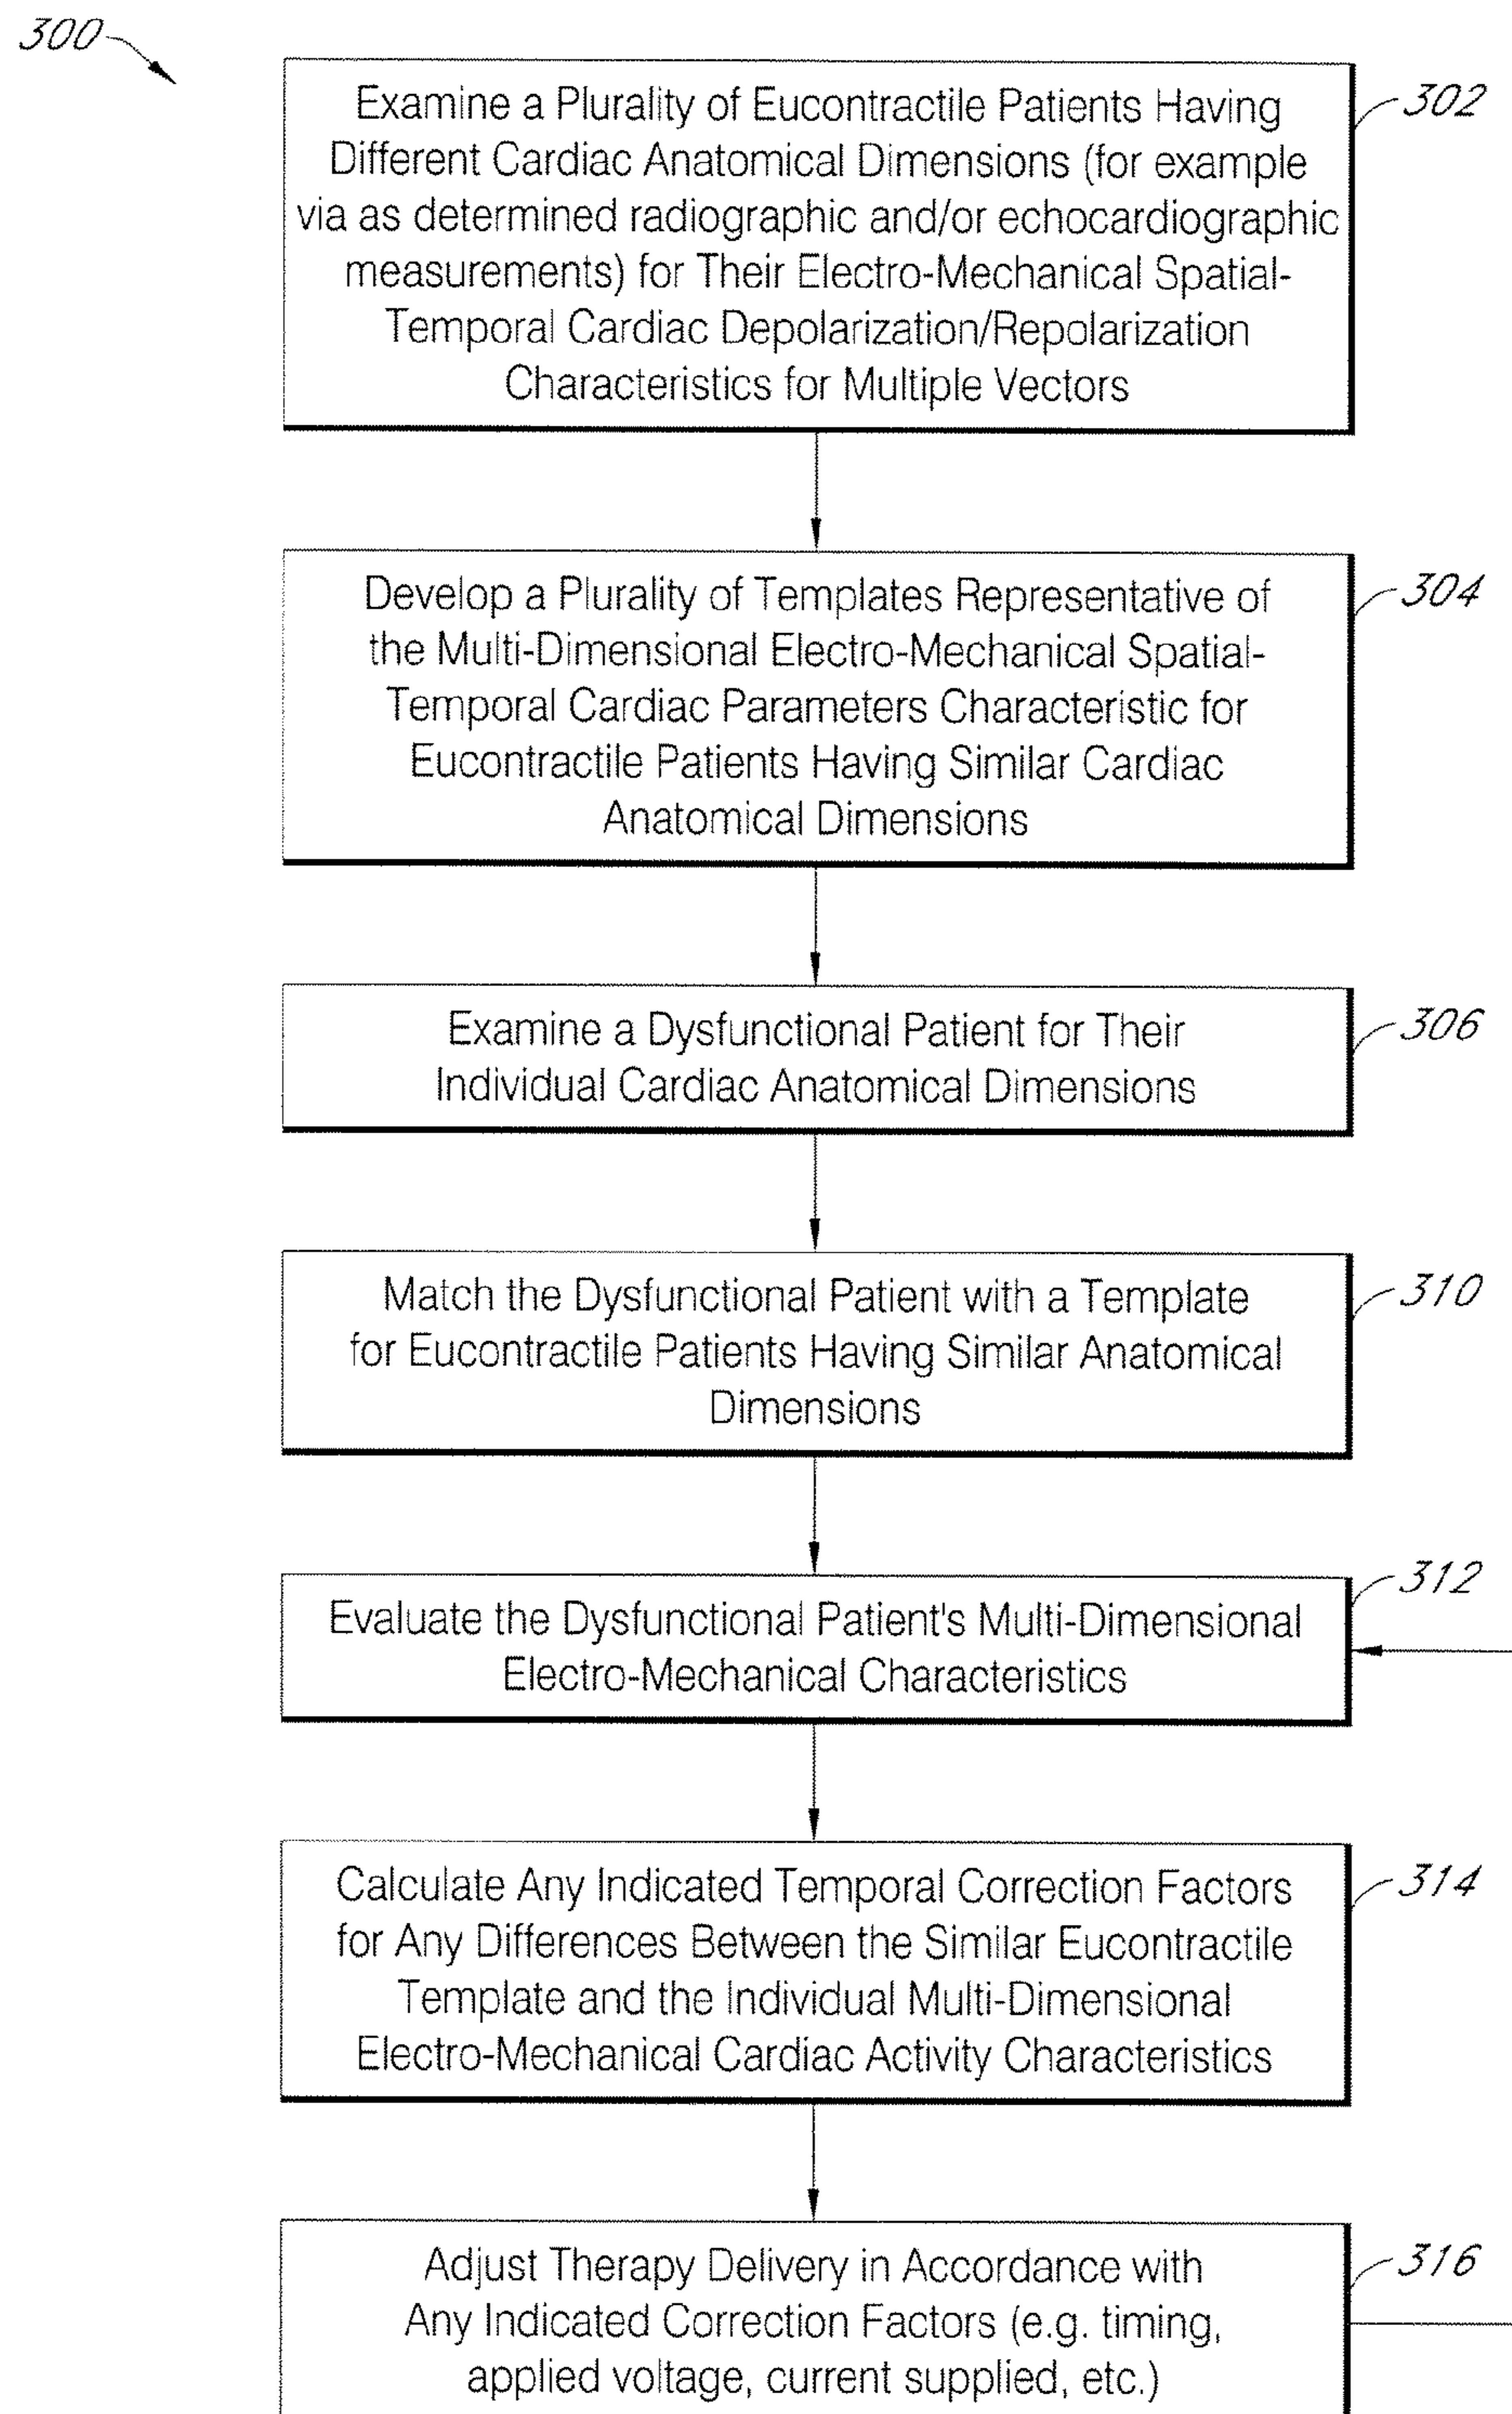 300
Examine a Plurality of Eucontractile Patients Having
Different Cardiac Anatomical Dimensions (for example
via as determined radiographic and/or echocardiographic
measurements) for Their Electro-Mechanical Spatial-
Temporal Cardiac Depolarization/Repolarization
Characteristics for Multiple Vectors
302
Develop a Plurality of Templates Representative of
the Multi-Dimensional Electro-Mechanical Spatial-
Temporal Cardiac Parameters Characteristic for
Eucontractile Patients Having Similar Cardiac
Anatomical Dimensions
304
Examine a Dysfunctional Patient for Their
Individual Cardiac Anatomical Dimensions
306
Match the Dysfunctional Patient with a Template
for Eucontractile Patients Having Similar Anatomical
Dimensions
310
Evaluate the Dysfunctional Patient's Multi-Dimensional
Electro-Mechanical Characteristics
312
Calculate Any Indicated Temporal Correction Factors
for Any Differences Between the Similar Eucontractile
Template and the Individual Multi-Dimensional
Electro-Mechanical Cardiac Activity Characteristics
314
Adjust Therapy Delivery in Accordance with
Any Indicated Correction Factors (e.g. timing,
applied voltage, current supplied, etc.)
316